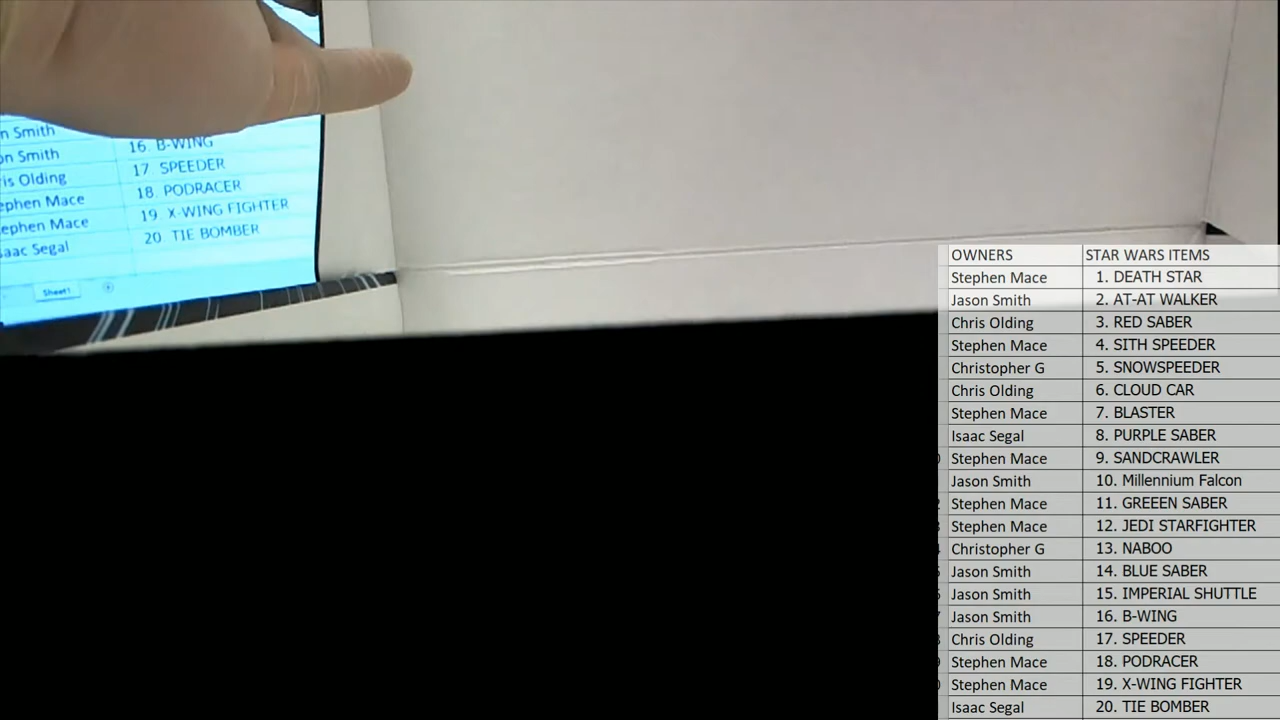 n Smith
on Smith 16. B-WING
ris Olding 17. SPEEDER
ephen Mace 18. PODRACER
ephen Mace 19. X-WING FIGHTER
saac Segal 20. TIE BOMBER
Sheet1
OWNERS STAR WARS ITEMS
Stephen Mace 1. DEATH STAR
Jason Smith 2. AT-AT WALKER
Chris Olding 3. RED SABER
Stephen Mace 4. SITH SPEEDER
Christopher G 5. SNOWSPEEDER
Chris Olding 6. CLOUD CAR
Stephen Mace 7. BLASTER
Isaac Segal 8. PURPLE SABER
Stephen Mace 9. SANDCRAWLER
Jason Smith 10. Millennium Falcon
Stephen Mace 11. GREEEN SABER
Stephen Mace 12. JEDI STARFIGHTER
Christopher G 13. NABOO
Jason Smith 14. BLUE SABER
Jason Smith 15. IMPERIAL SHUTTLE
Jason Smith 16. B-WING
Chris Olding 17. SPEEDER
Stephen Mace 18. PODRACER
Stephen Mace 19. X-WING FIGHTER
Isaac Segal 20. TIE BOMBER